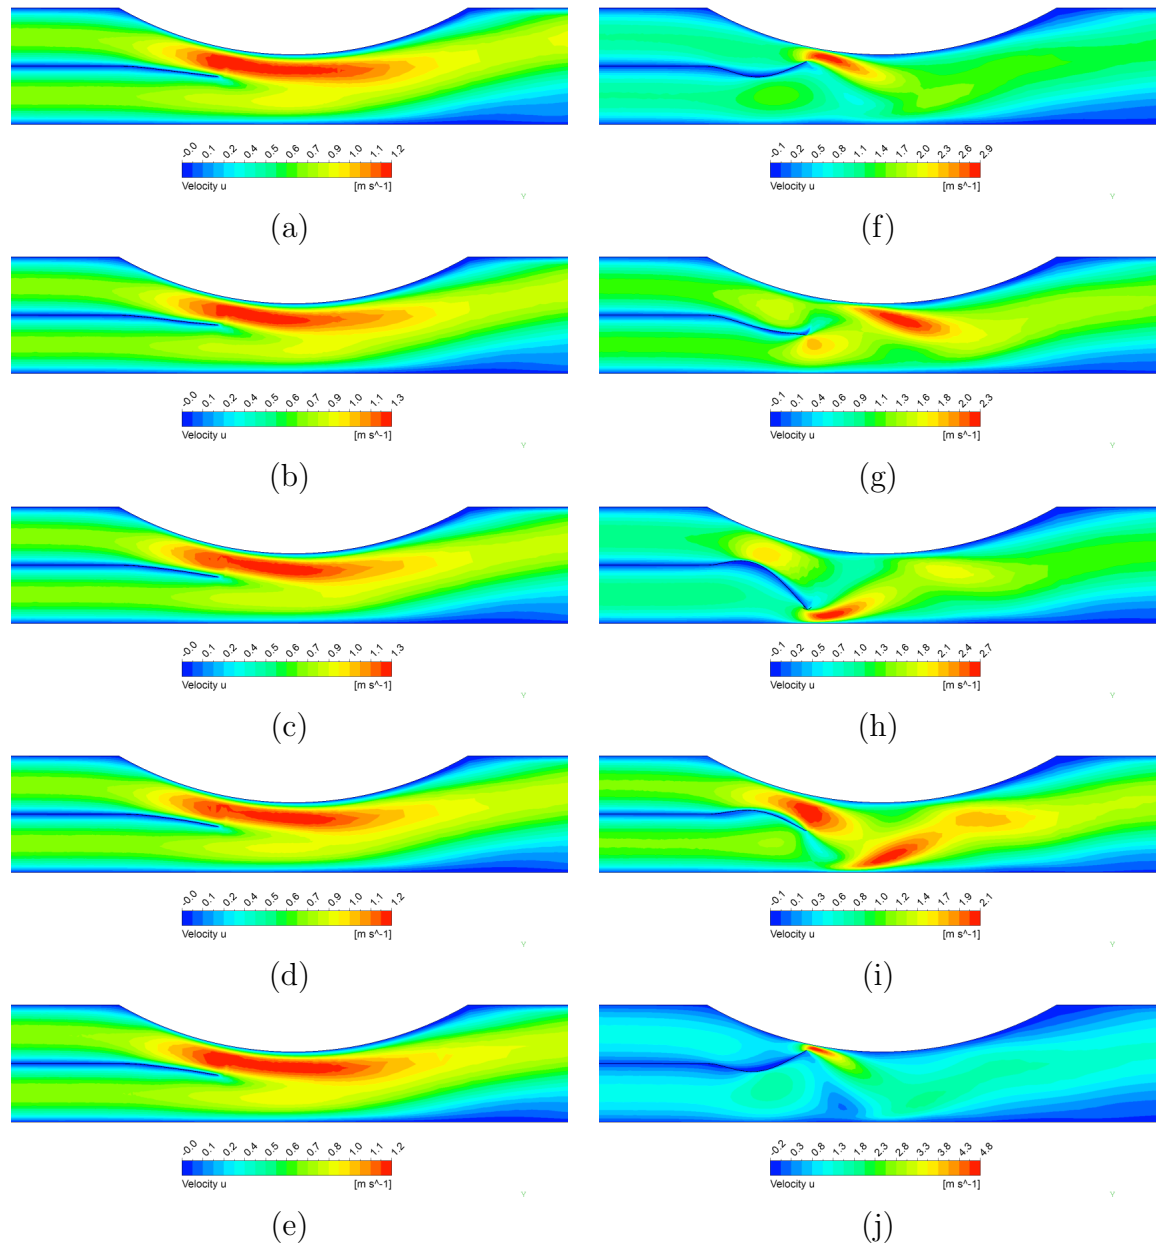 -0.0 0.1 0.2 0.4 0.5 0.6 0.7 0.9 1.0 1.1 1.2
Velocity u [m s^-1]
Y
(a)
-0.1 0.2 0.5 0.8 1.1 1.4 1.7 2.0 2.3 2.6 2.9
Velocity u [m s^-1]
Y
(f)
-0.0 0.1 0.2 0.4 0.5 0.6 0.7 0.9 1.0 1.1 1.3
Velocity u [m s^-1]
Y
(b)
-0.1 0.1 0.4 0.6 0.9 1.1 1.3 1.6 1.8 2.0 2.3
Velocity u [m s^-1]
Y
(g)
-0.0 0.1 0.2 0.4 0.5 0.6 0.7 0.9 1.0 1.1 1.3
Velocity u [m s^-1]
Y
(c)
-0.1 0.2 0.5 0.7 1.0 1.3 1.6 1.8 2.1 2.4 2.7
Velocity u [m s^-1]
Y
(h)
-0.0 0.1 0.2 0.4 0.5 0.6 0.7 0.9 1.0 1.1 1.2
Velocity u [m s^-1]
Y
(d)
-0.1 0.1 0.3 0.6 0.8 1.0 1.2 1.4 1.7 1.9 2.1
Velocity u [m s^-1]
Y
(i)
-0.0 0.1 0.2 0.4 0.5 0.6 0.7 0.8 1.0 1.1 1.2
Velocity u [m s^-1]
Y
(e)
-0.2 0.3 0.8 1.3 1.8 2.3 2.8 3.3 3.8 4.3 4.8
Velocity u [m s^-1]
Y
(j)